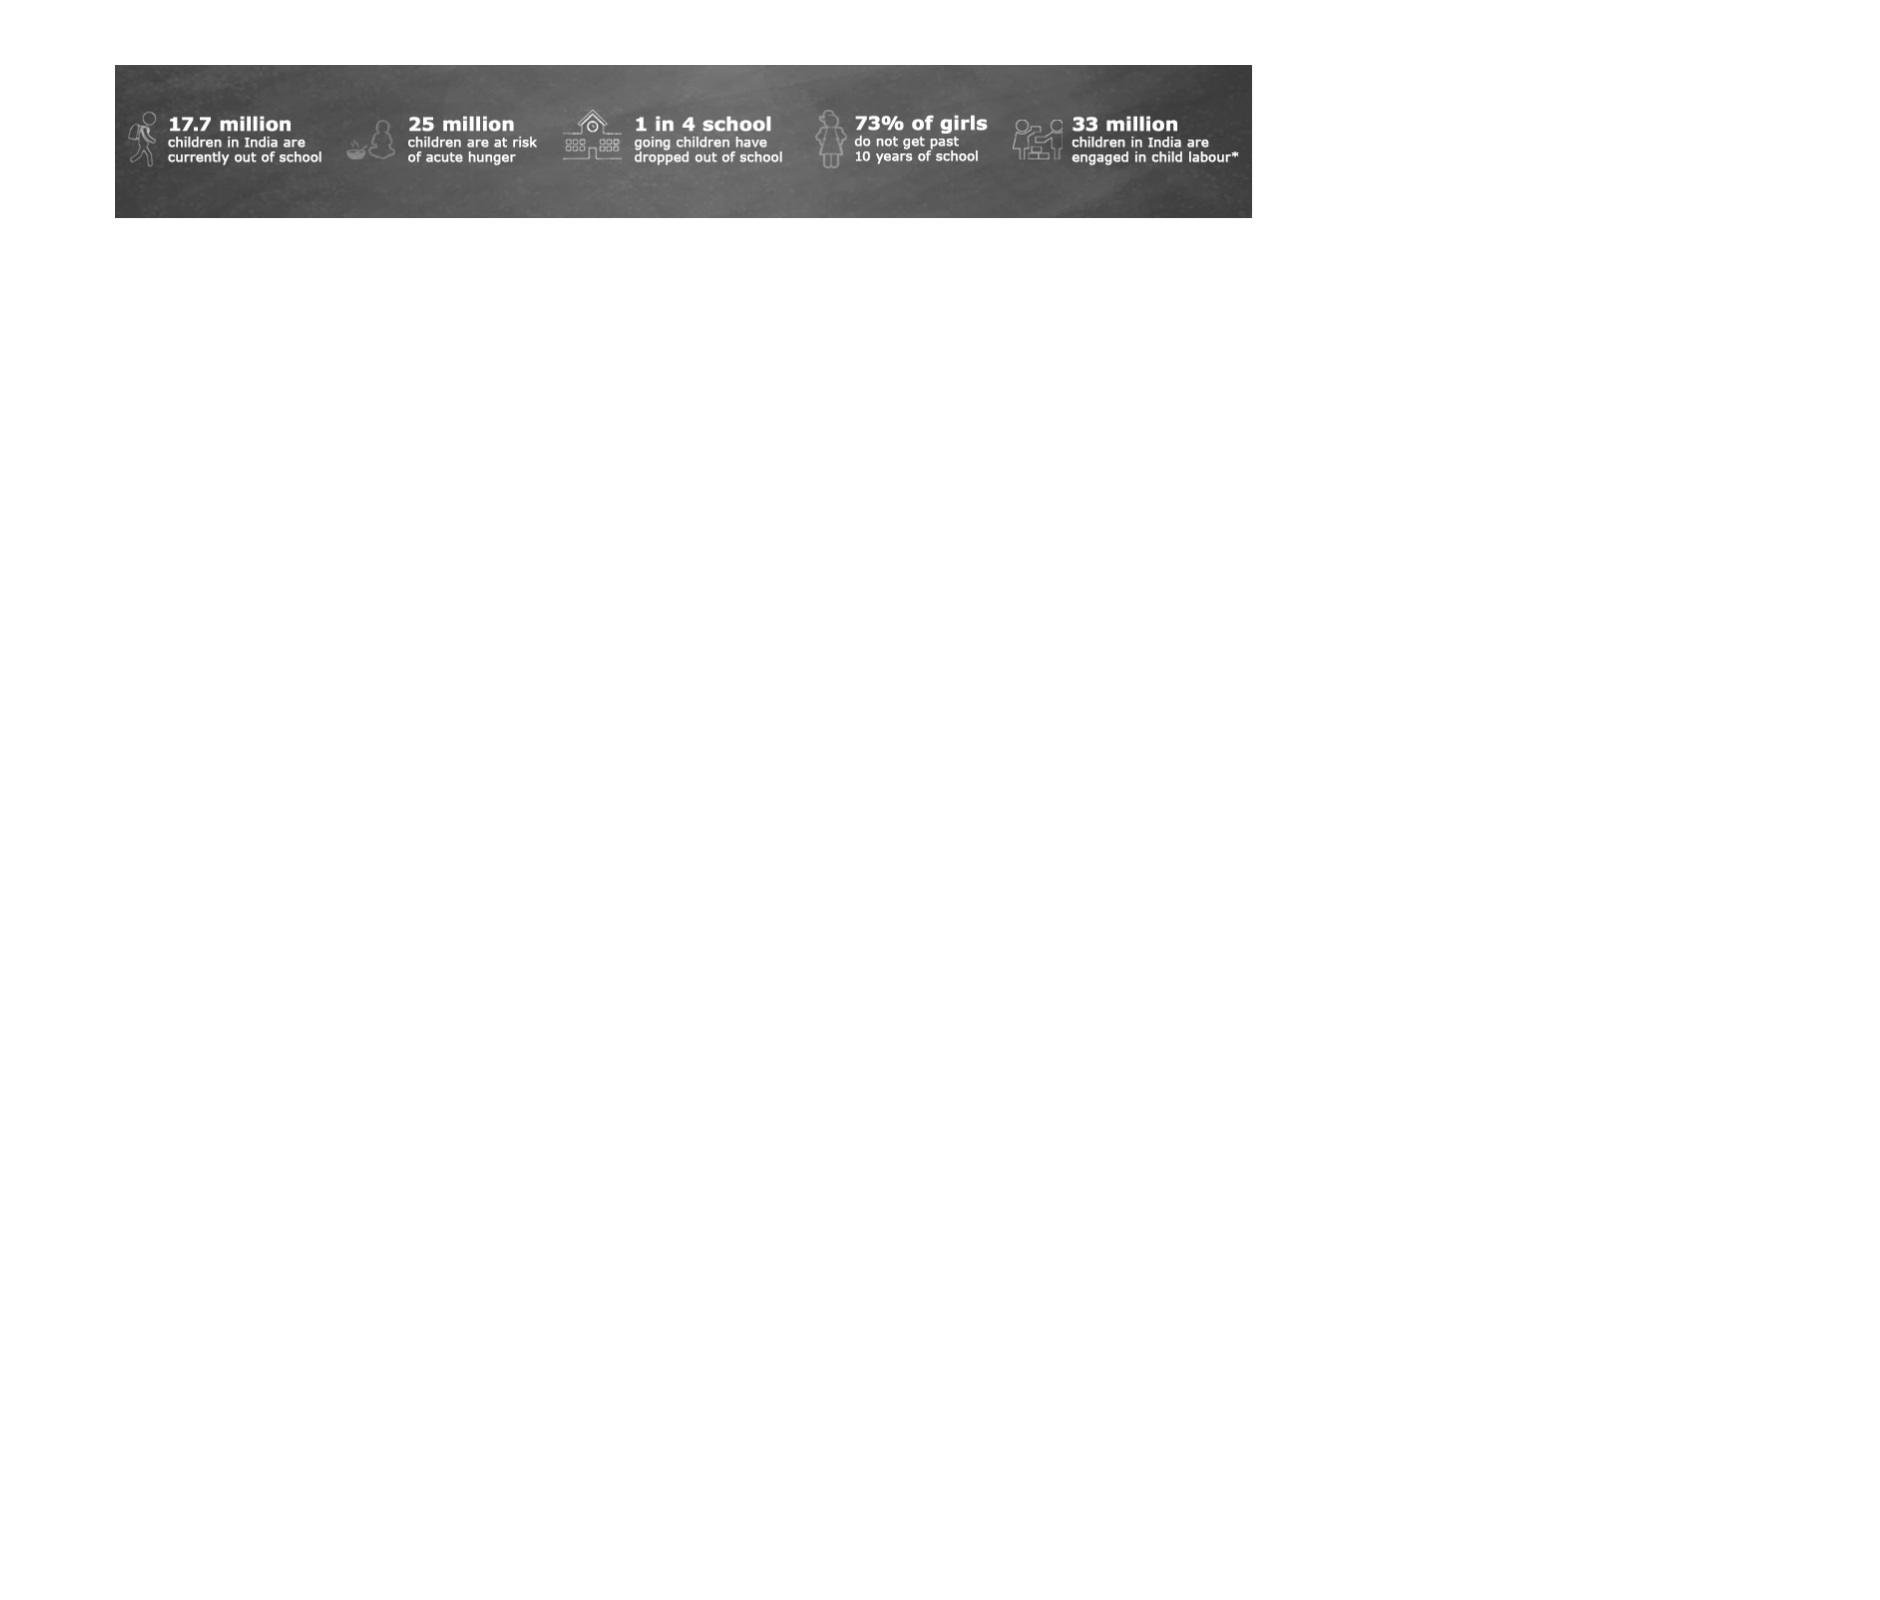 17.7 million
children in India are
currently out of school
25 million
children are at risk
of acute hunger
1 in 4 school
going children have
dropped out of school
73% of girls
do not get past
10 years of school
33 million
children in India are
engaged in child labour*